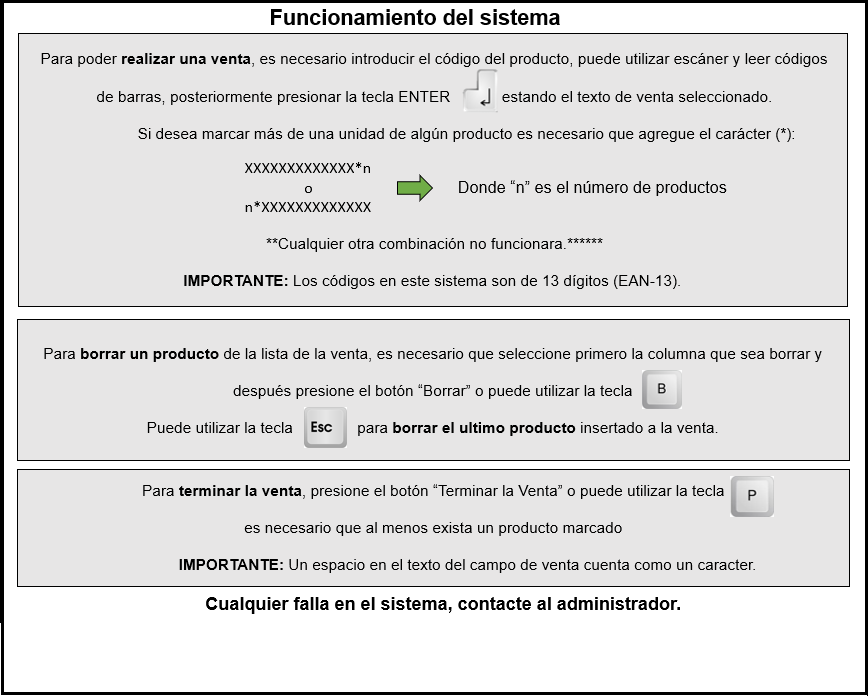 Funcionamiento del sistema
Para poder realizar una venta, es necesario introducir el código del producto, puede utilizar escáner y leer códigos
de barras, posteriormente presionar la tecla ENTER estando el texto de venta seleccionado.
Si desea marcar más de una unidad de algún producto es necesario que agregue el carácter (*):
XXXXXXXXXXXXX*n
o
n*XXXXXXXXXXXXX
Donde “n” es el número de productos
**Cualquier otra combinación no funcionara.******
IMPORTANTE: Los códigos en este sistema son de 13 dígitos (EAN-13).
Para borrar un producto de la lista de la venta, es necesario que seleccione primero la columna que sea borrar y
después presione el botón “Borrar” o puede utilizar la tecla B
Puede utilizar la tecla Esc para borrar el ultimo producto insertado a la venta.
Para terminar la venta, presione el botón “Terminar la Venta” o puede utilizar la tecla P
es necesario que al menos exista un producto marcado
IMPORTANTE: Un espacio en el texto del campo de venta cuenta como un caracter.
Cualquier falla en el sistema, contacte al administrador.